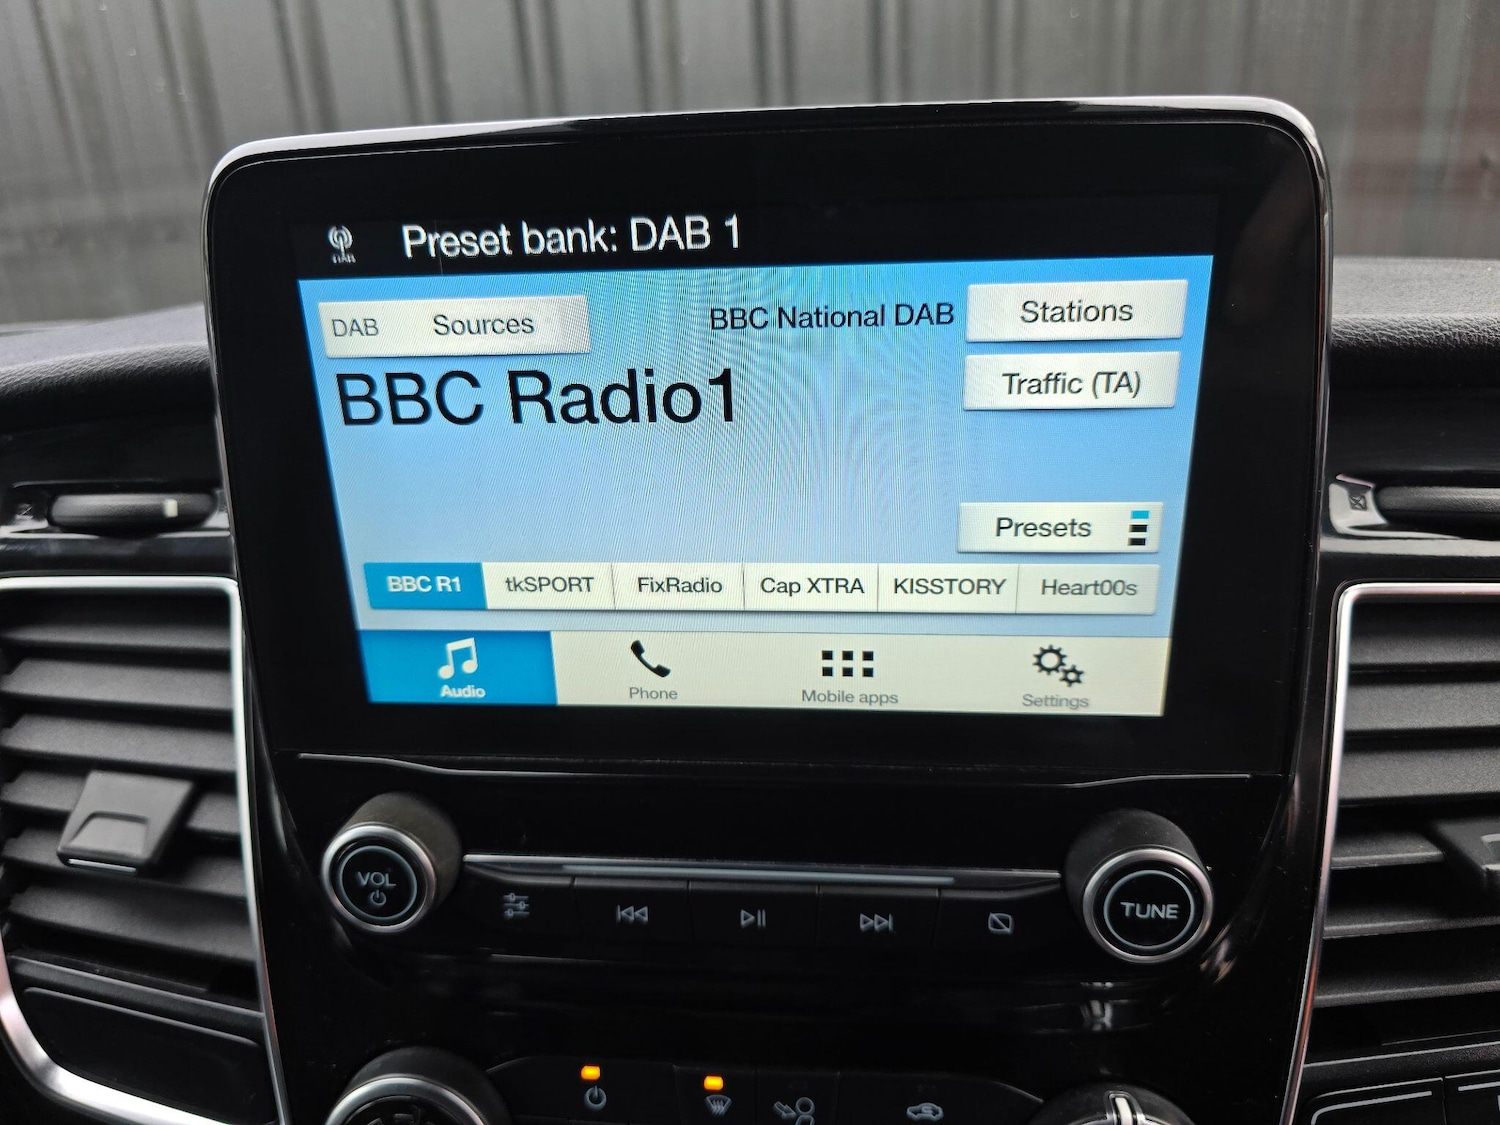 Preset bank: DAB 1
DAB
DAB Sources
BBC National DAB
Stations
BBC Radio1
Traffic (TA)
Presets
BBC R1 tkSPORT FixRadio Cap XTRA KISSTORY Heart00s
Audio Phone Mobile apps Settings
VOL
TUNE